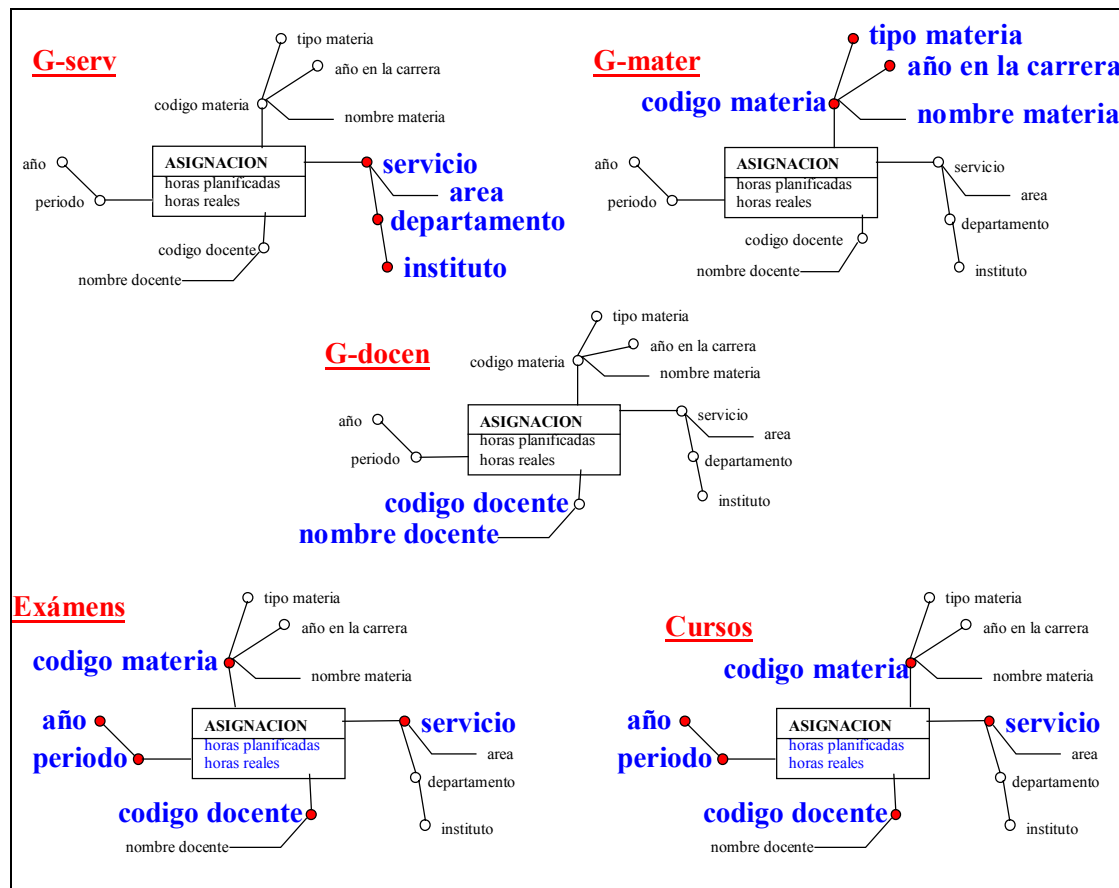 G-serv
tipo materia
año en la carrera
codigo materia
nombre materia
ASIGNACION
horas planificadas
horas reales
año
periodo
servicio
area
departamento
instituto
codigo docente
nombre docente
G-mater
tipo materia
año en la carrera
codigo materia
nombre materia
ASIGNACION
horas planificadas
horas reales
año
periodo
servicio
area
departamento
instituto
codigo docente
nombre docente
G-docen
tipo materia
año en la carrera
codigo materia
nombre materia
ASIGNACION
horas planificadas
horas reales
año
periodo
servicio
area
departamento
instituto
codigo docente
nombre docente
Exámens
tipo materia
año en la carrera
codigo materia
nombre materia
ASIGNACION
horas planificadas
horas reales
año
periodo
servicio
area
departamento
instituto
codigo docente
nombre docente
Cursos
tipo materia
año en la carrera
codigo materia
nombre materia
ASIGNACION
horas planificadas
horas reales
año
periodo
servicio
area
departamento
instituto
codigo docente
nombre docente